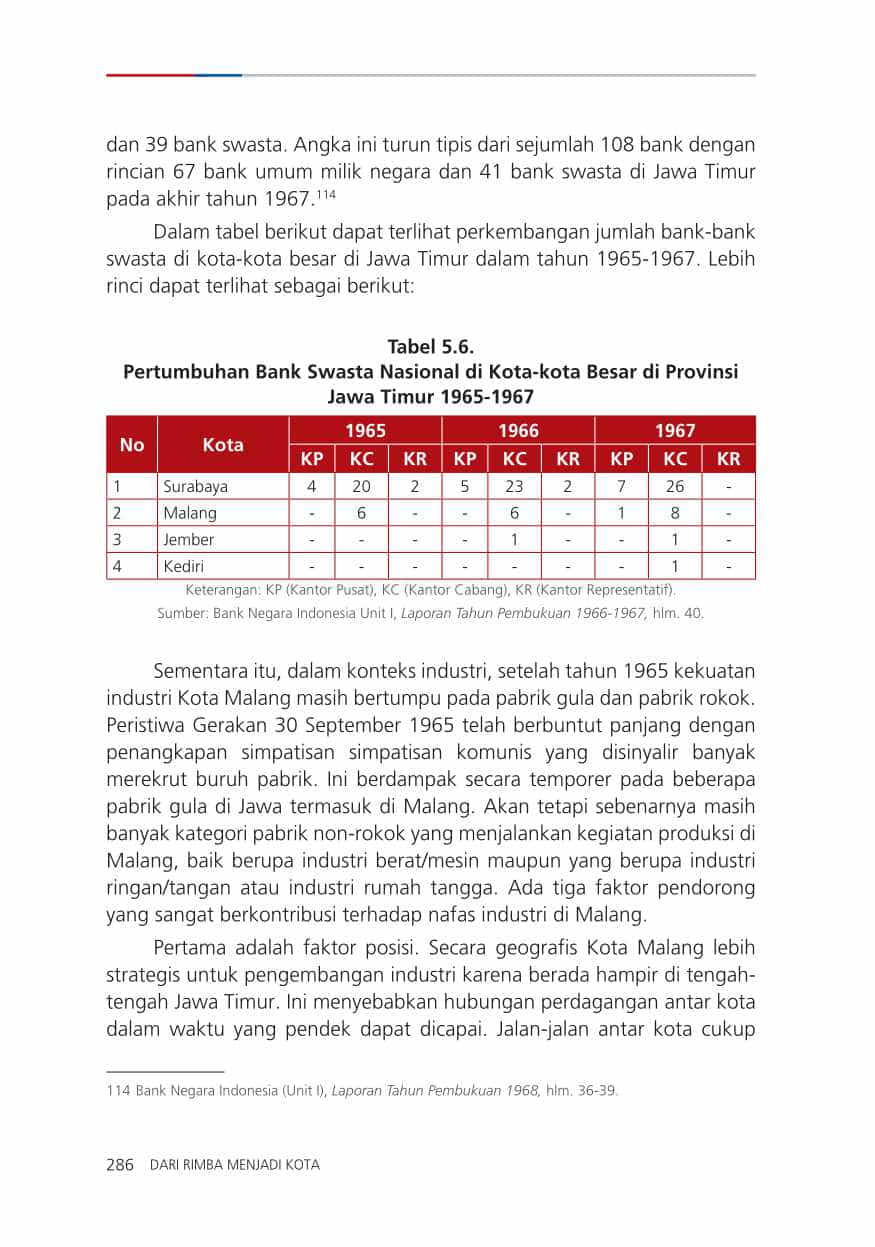 dan 39 bank swasta. Angka ini turun tipis dari sejumlah 108 bank dengan
rincian 67 bank umum milik negara dan 41 bank swasta di Jawa Timur
pada akhir tahun 1967.114
Dalam tabel berikut dapat terlihat perkembangan jumlah bank-bank
swasta di kota-kota besar di Jawa Timur dalam tahun 1965-1967. Lebih
rinci dapat terlihat sebagai berikut:
Tabel 5.6.
Pertumbuhan Bank Swasta Nasional di Kota-kota Besar di Provinsi
Jawa Timur 1965-1967
No Kota 1965 1966 1967
KP KC KR KP KC KR KP KC KR
1 Surabaya 4 20 2 5 23 2 7 26 -
2 Malang - 6 - - 6 - 1 8 -
3 Jember - - - - 1 - - 1 -
4 Kediri - - - - - - - 1 -
Keterangan: KP (Kantor Pusat), KC (Kantor Cabang), KR (Kantor Representatif).
Sumber: Bank Negara Indonesia Unit I, Laporan Tahun Pembukuan 1966-1967, hlm. 40.
Sementara itu, dalam konteks industri, setelah tahun 1965 kekuatan
industri Kota Malang masih bertumpu pada pabrik gula dan pabrik rokok.
Peristiwa Gerakan 30 September 1965 telah berbuntut panjang dengan
penangkapan simpatisan simpatisan komunis yang disinyalir banyak
merekrut buruh pabrik. Ini berdampak secara temporer pada beberapa
pabrik gula di Jawa termasuk di Malang. Akan tetapi sebenarnya masih
banyak kategori pabrik non-rokok yang menjalankan kegiatan produksi di
Malang, baik berupa industri berat/mesin maupun yang berupa industri
ringan/tangan atau industri rumah tangga. Ada tiga faktor pendorong
yang sangat berkontribusi terhadap nafas industri di Malang.
Pertama adalah faktor posisi. Secara geografis Kota Malang lebih
strategis untuk pengembangan industri karena berada hampir di tengah-
tengah Jawa Timur. Ini menyebabkan hubungan perdagangan antar kota
dalam waktu yang pendek dapat dicapai. Jalan-jalan antar kota cukup
114 Bank Negara Indonesia (Unit I), Laporan Tahun Pembukuan 1968, hlm. 36-39.
286 DARI RIMBA MENJADI KOTA